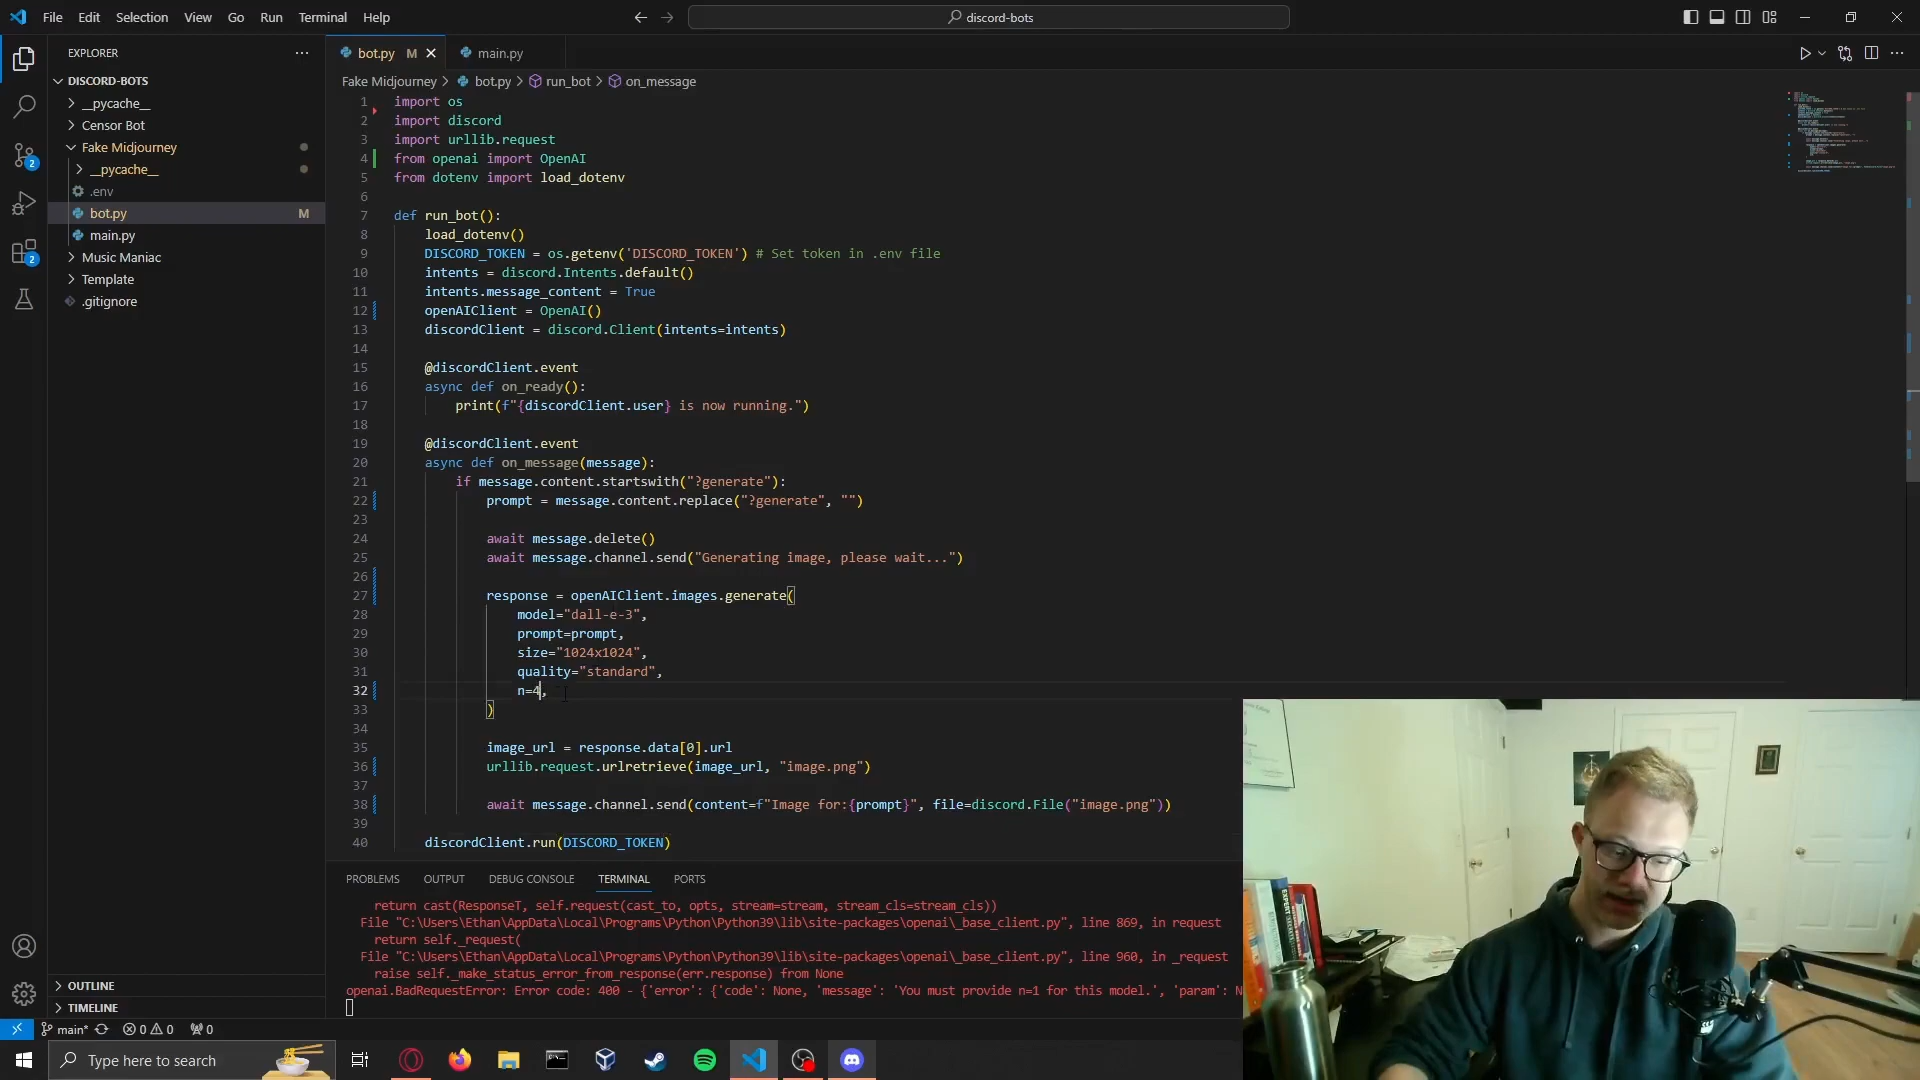 File Edit Selection View Go Run Terminal Help
discord-bots
EXPLORER
DISCORD-BOTS
__pycache__
Censor Bot
Fake Midjourney
__pycache__
.env
bot.py M
main.py
Music Maniac
Template
.gitignore
OUTLINE
TIMELINE
2
2
bot.py M
main.py
Fake Midjourney > bot.py > run_bot > on_message
1 import os
2 import discord
3 import urllib.request
4 from openai import OpenAI
5 from dotenv import load_dotenv
6
7 def run_bot():
8 load_dotenv()
9 DISCORD_TOKEN = os.getenv('DISCORD_TOKEN') # Set token in .env file
10 intents = discord.Intents.default()
11 intents.message_content = True
12 openAIClient = OpenAI()
13 discordClient = discord.Client(intents=intents)
14
15 @discordClient.event
16 async def on_ready():
17 print(f"{discordClient.user} is now running.")
18
19 @discordClient.event
20 async def on_message(message):
21 if message.content.startswith("?generate"):
22 prompt = message.content.replace("?generate", "")
23
24 await message.delete()
25 await message.channel.send("Generating image, please wait...")
26
27 response = openAIClient.images.generate(
28 model="dall-e-3",
29 prompt=prompt,
30 size="1024x1024",
31 quality="standard",
32 n=4,
33 )
34
35 image_url = response.data[0].url
36 urllib.request.urlretrieve(image_url, "image.png")
37
38 await message.channel.send(content=f"Image for:{prompt}", file=discord.File("image.png"))
39
40 discordClient.run(DISCORD_TOKEN)
PROBLEMS OUTPUT DEBUG CONSOLE TERMINAL PORTS
return cast(ResponseT, self.request(cast_to, opts, stream=stream, stream_cls=stream_cls))
File "C:\Users\Ethan\AppData\Local\Programs\Python\Python39\lib\site-packages\openai\_base_client.py", line 869, in request
return self._request(
File "C:\Users\Ethan\AppData\Local\Programs\Python\Python39\lib\site-packages\openai\_base_client.py", line 960, in _request
raise self._make_status_error_from_response(err.response) from None
openai.BadRequestError: Error code: 400 - {'error': {'code': None, 'message': 'You must provide n=1 for this model.', 'param': N
main* 0 0 0
Type here to search